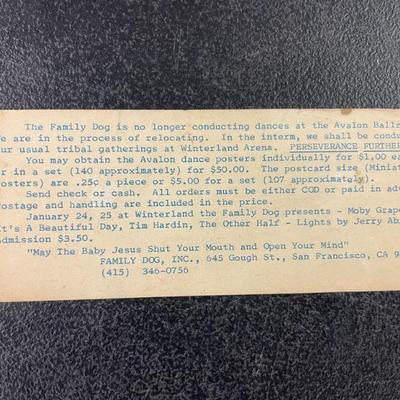 The Family Dog is no longer conducting dances at the Avalon Ballr
e are in the process of relocating. In the interm, we shall be condu
ur usual tribal gatherings at Winterland Arena. PERSEVERANCE FURTHER
You may obtain the Avalon dance posters individually for $1.00 ea
r in a set (140 approximately) for $50.00. The postcard size (Miniat
osters) are .25¢ a piece or $5.00 for a set (107 approximately).
Send check or cash. All orders must be either COD or paid in adv
ostage and handling are included in the price.
January 24, 25 at Winterland the Family Dog presents - Moby Grape
It's A Beautiful Day, Tim Hardin, The Other Half - Lights by Jerry Ab
dmission $3.50.
"May The Baby Jesus Shut Your Mouth and Open Your Mind"
FAMILY DOG, INC., 645 Gough St., San Francisco, CA 9
(415) 346-0756